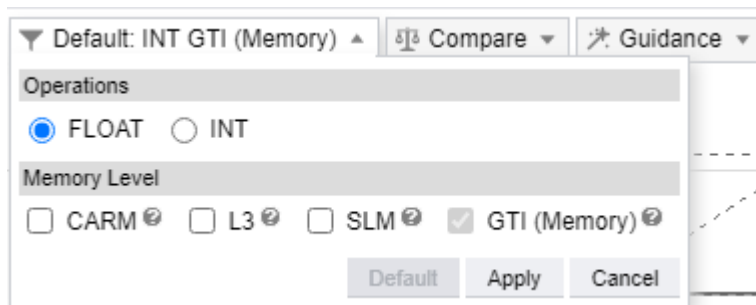 Default: INT GTI (Memory) Compare Guidance
Operations
FLOAT INT
Memory Level
CARM ? L3 ? SLM ? GTI (Memory) ?
Default Apply Cancel